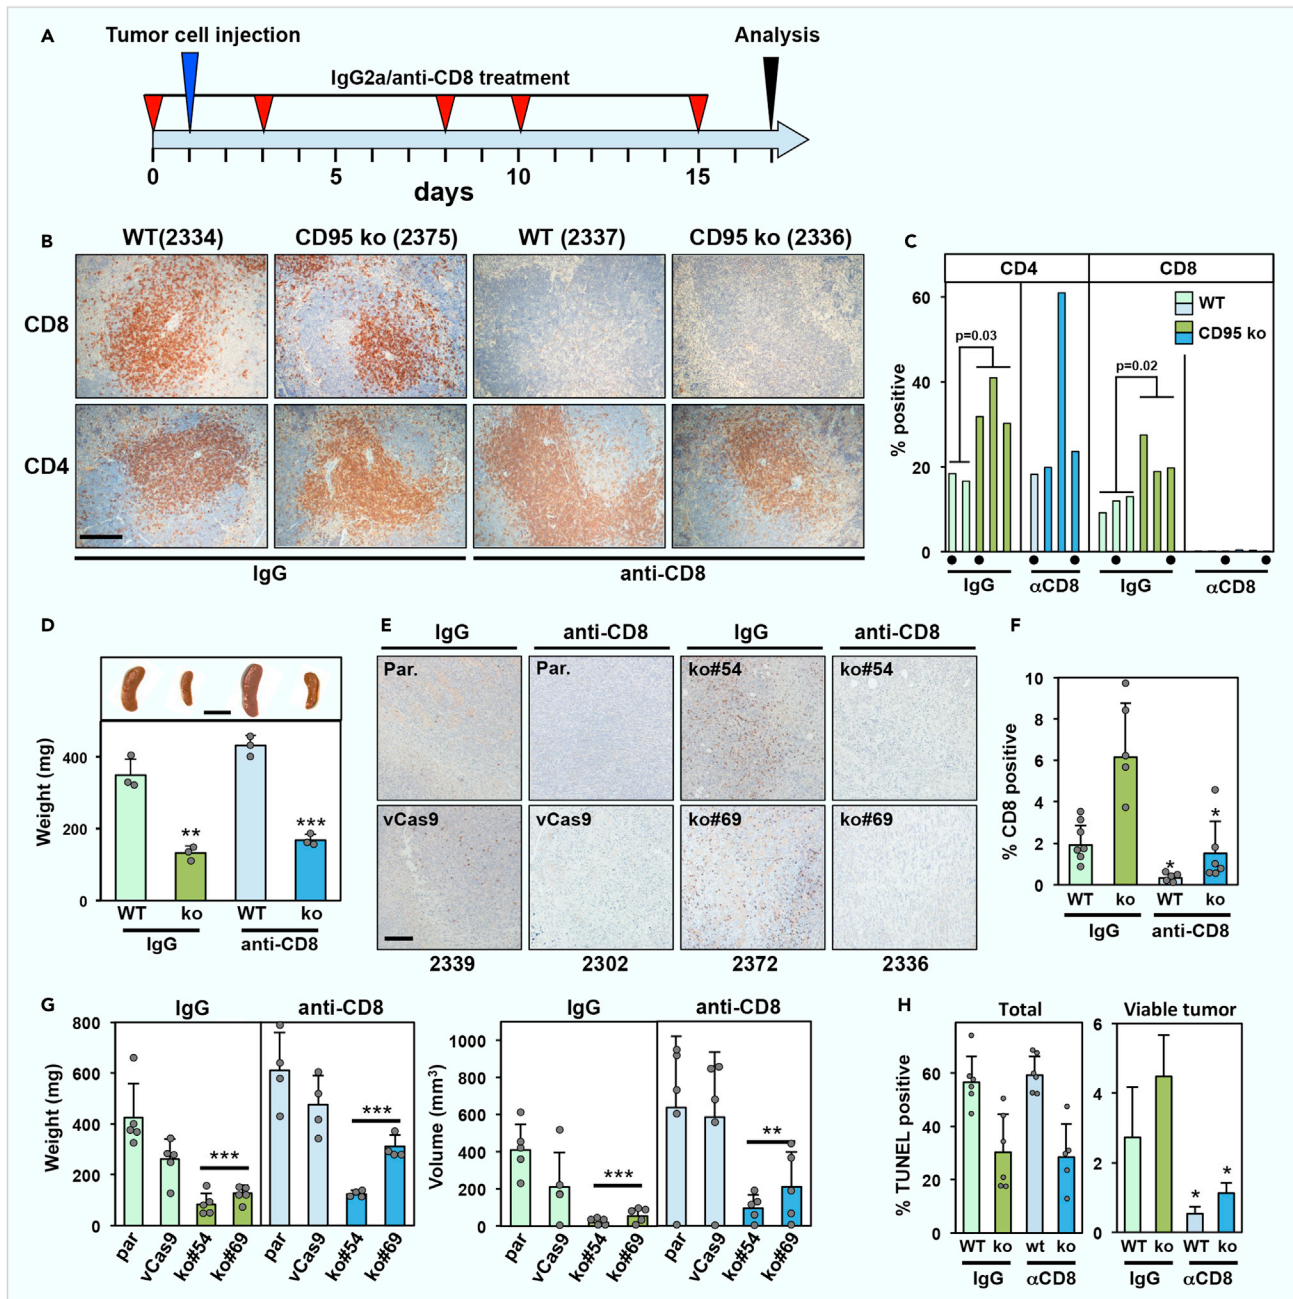 A
Tumor cell injection
Analysis
IgG2a/anti-CD8 treatment
0 5 10 15
days
B
WT(2334) CD95 ko (2375) WT (2337) CD95 ko (2336)
CD8
CD4
IgG anti-CD8
C
CD4 CD8
WT
CD95 ko
p=0.03
p=0.02
% positive
60
40
20
0
IgG αCD8 IgG αCD8
D
Weight (mg)
400
200
0
** ***
WT ko WT ko
IgG anti-CD8
E
IgG anti-CD8 IgG anti-CD8
Par. Par. ko#54 ko#54
vCas9 vCas9 ko#69 ko#69
2339 2302 2372 2336
F
% CD8 positive
10
8
6
4
2
0
* *
WT ko WT ko
IgG anti-CD8
G
IgG anti-CD8
Weight (mg)
800
600
400
200
0
*** ***
par vCas9 ko#54 ko#69 par vCas9 ko#54 ko#69
IgG anti-CD8
Volume (mm³)
1000
800
600
400
200
0
*** **
par vCas9 ko#54 ko#69 par vCas9 ko#54 ko#69
H
Total Viable tumor
% TUNEL positive
60
40
20
0
WT ko wt ko
IgG αCD8
6
4
2
0
* *
WT ko WT ko
IgG αCD8